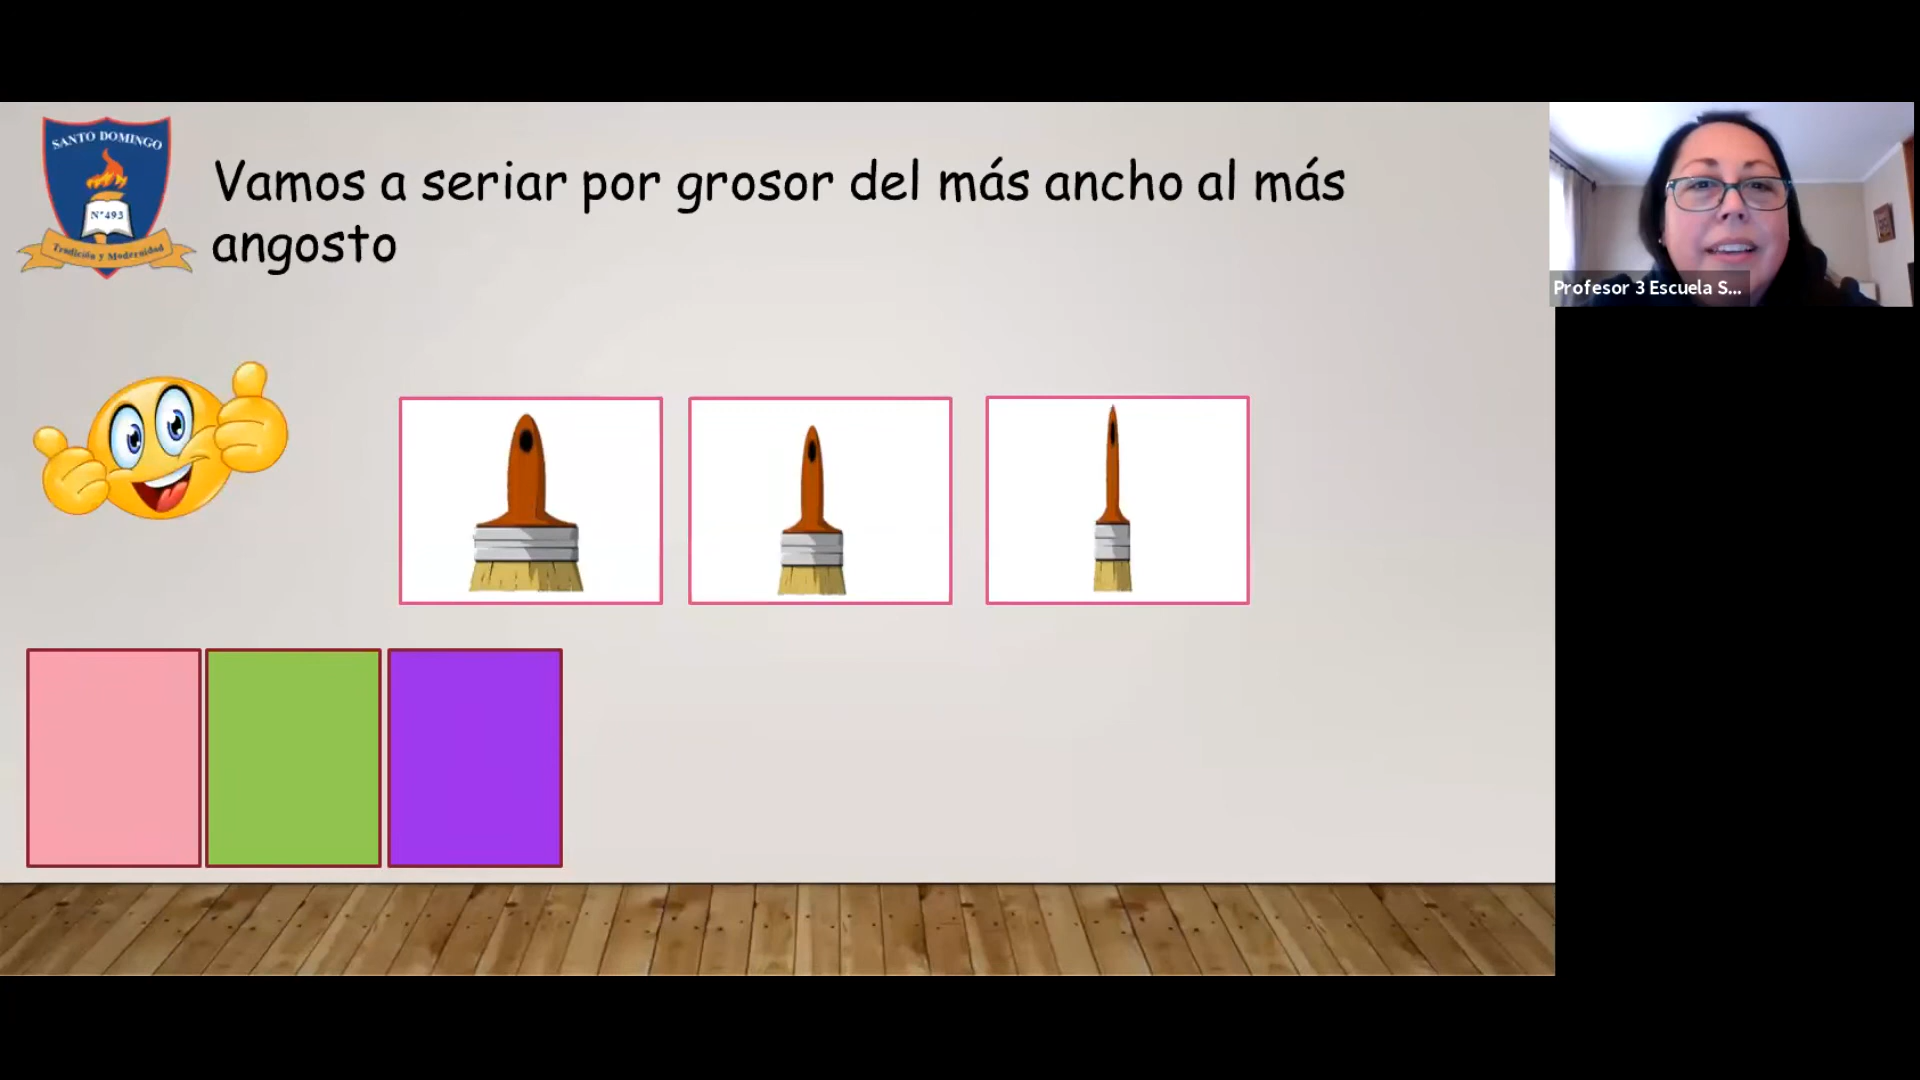 SANTO DOMINGO
N°493
Tradición y Modernidad
Vamos a seriar por grosor del más ancho al más
angosto
Profesor 3 Escuela S...